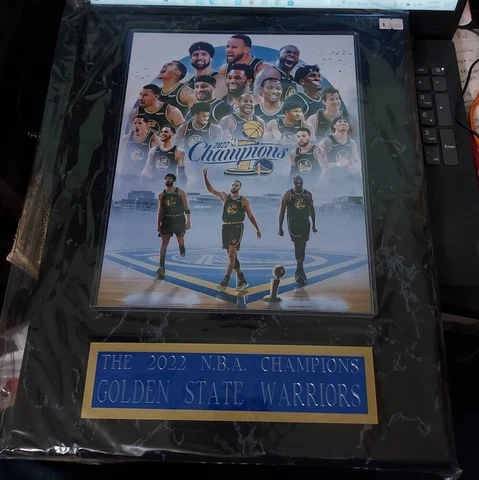 2022
Champions
THE 2022 N.B.A. CHAMPIONS
GOLDEN STATE WARRIORS